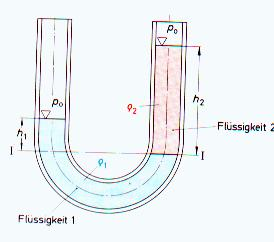 p₀
p₀
h₁
h₂
ρ₂
Flüssigkeit 2
I
I
ρ₁
Flüssigkeit 1